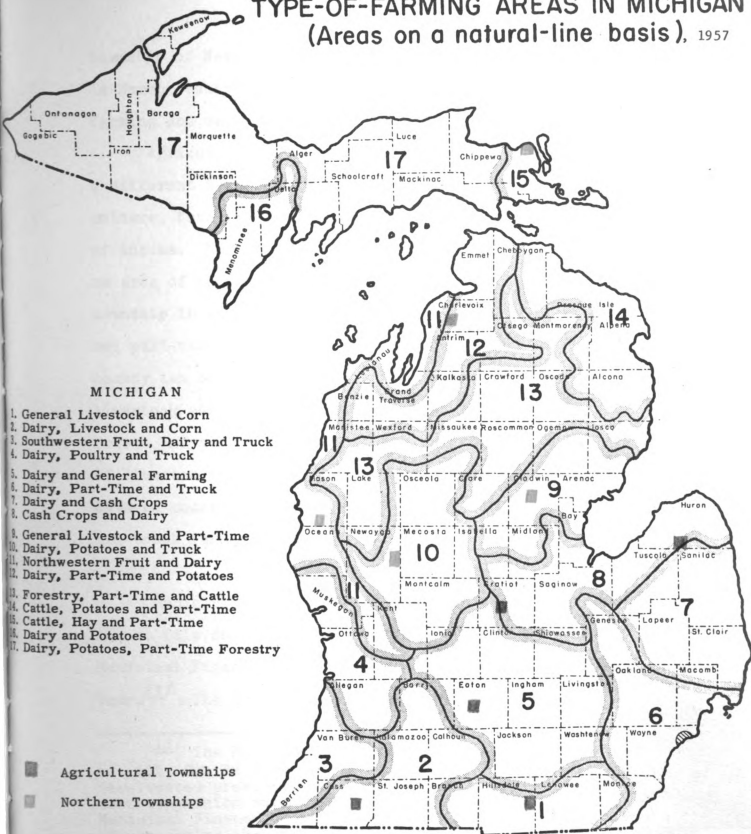 TYPE-OF-FARMING AREAS IN MICHIGAN
(Areas on a natural-line basis), 1957
Keweenaw
Ontonagon
Houghton
Baraga
Gogebic
Iron
17
Marquette
Dickinson
Alger
Delta
16
Menominee
Luce
17
Schoolcraft
Mackinac
Chippewa
15
Emmet
Cheboygan
Charlevoix
Presque Isle
11
Antrim
Otsego
Montmorency
Alpena
14
12
Leelanau
Kalkaska
Crawford
Oscoda
Alcona
Benzie
Grand
Traverse
13
Manistee
Wexford
Missaukee
Roscommon
Ogemaw
Iosco
11
13
Mason
Lake
Osceola
Clare
Gladwin
Arenac
9
Huron
Oceana
Newaygo
Mecosta
Isabella
Midland
Bay
10
8
Tuscola
Sanilac
Muskegon
11
Montcalm
Gratiot
Saginaw
7
Kent
Genesee
Lapeer
St. Clair
Ottawa
Ionia
Clinton
Shiawassee
4
Oakland
Macomb
Allegan
Barry
Eaton
Ingham
Livingston
5
6
Van Buren
Kalamazoo
Calhoun
Jackson
Washtenaw
Wayne
3
2
Berrien
Cass
St. Joseph
Branch
Hillsdale
Lenawee
Monroe
1
MICHIGAN
1. General Livestock and Corn
2. Dairy, Livestock and Corn
3. Southwestern Fruit, Dairy and Truck
4. Dairy, Poultry and Truck
5. Dairy and General Farming
6. Dairy, Part-Time and Truck
7. Dairy and Cash Crops
8. Cash Crops and Dairy
9. General Livestock and Part-Time
10. Dairy, Potatoes and Truck
11. Northwestern Fruit and Dairy
12. Dairy, Part-Time and Potatoes
13. Forestry, Part-Time and Cattle
14. Cattle, Potatoes and Part-Time
15. Cattle, Hay and Part-Time
16. Dairy and Potatoes
17. Dairy, Potatoes, Part-Time Forestry
Agricultural Townships
Northern Townships